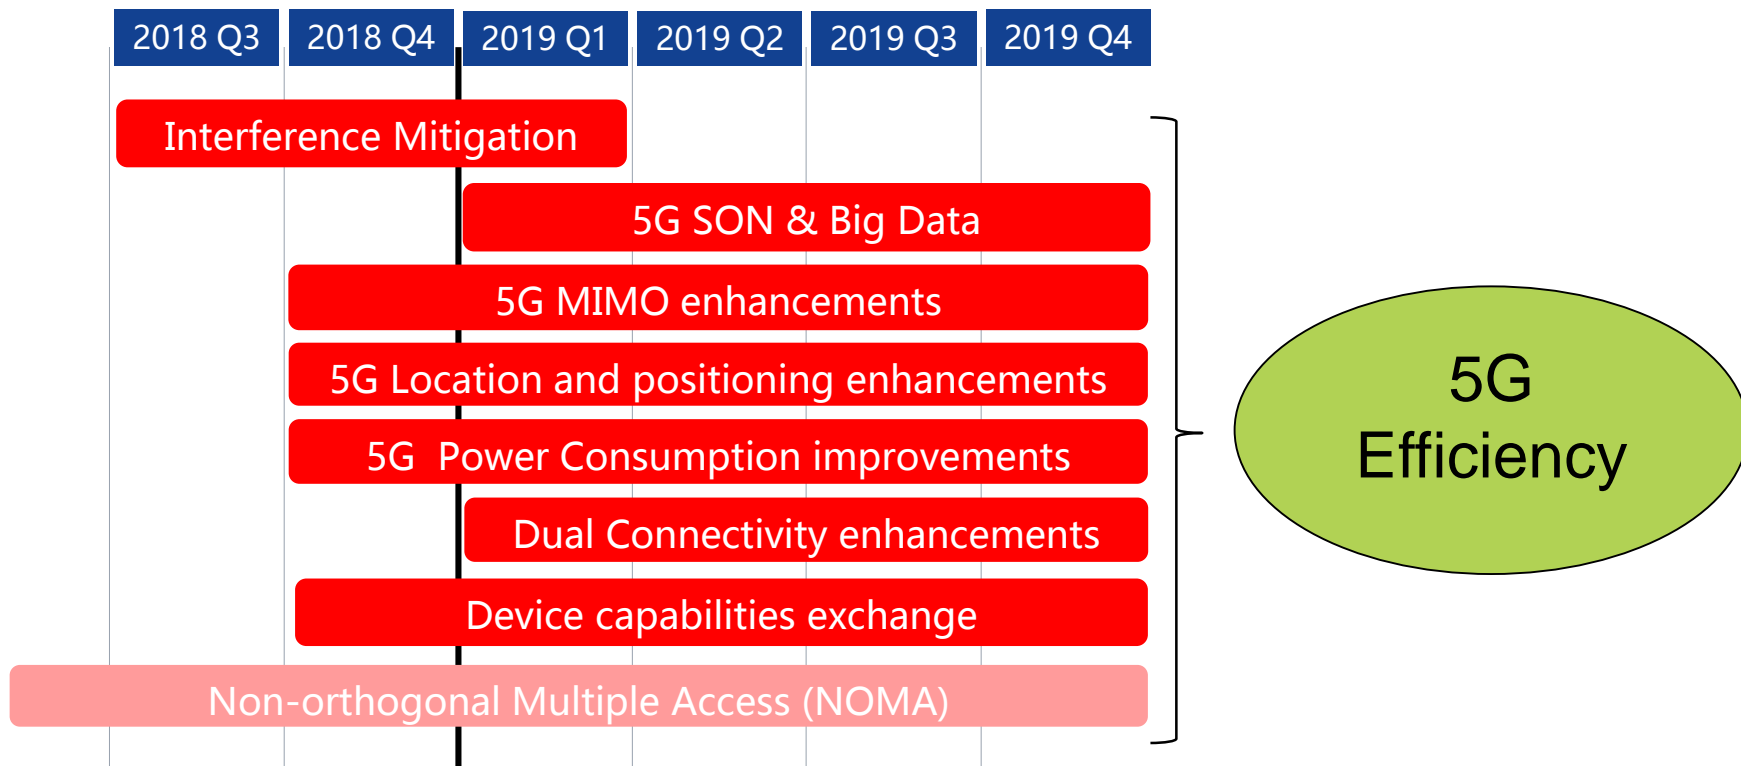 2018 Q3
2018 Q4
2019 Q1
2019 Q2
2019 Q3
2019 Q4
Interference Mitigation
5G SON & Big Data
5G MIMO enhancements
5G Location and positioning enhancements
5G  Power Consumption improvements
Dual Connectivity enhancements
Device capabilities exchange
Non-orthogonal Multiple Access (NOMA)
5G
Efficiency